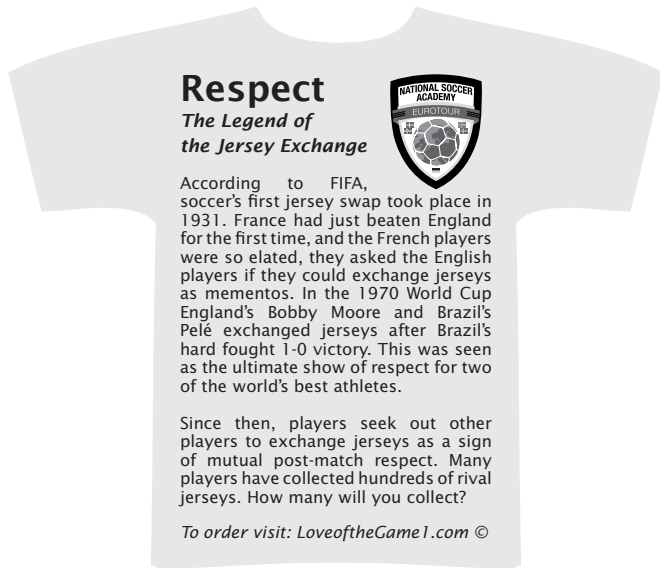 Respect
The Legend of
the Jersey Exchange
NATIONAL SOCCER
ACADEMY
EUROTOUR
According to FIFA,
soccer's first jersey swap took place in
1931. France had just beaten England
for the first time, and the French players
were so elated, they asked the English
players if they could exchange jerseys
as mementos. In the 1970 World Cup
England's Bobby Moore and Brazil's
Pelé exchanged jerseys after Brazil's
hard fought 1-0 victory. This was seen
as the ultimate show of respect for two
of the world's best athletes.
Since then, players seek out other
players to exchange jerseys as a sign
of mutual post-match respect. Many
players have collected hundreds of rival
jerseys. How many will you collect?
To order visit: LoveoftheGame1.com ©